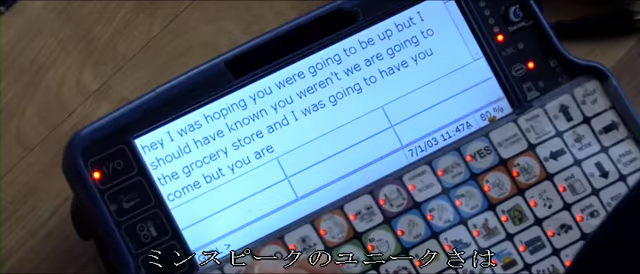 hey I was hoping you were going to be up but I
should have known you weren't we are going to
the grocery store and I was going to have you
come but you are
7/1/03 11:47A 80 %
I/O
ABC
YES
ミンスピークのユニークさは